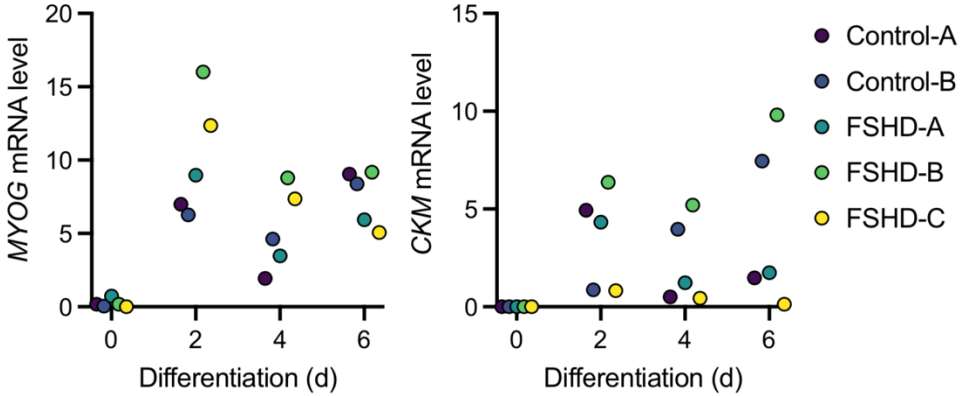 MYOG mRNA level
20
15
10
5
0
0 2 4 6
Differentiation (d)
CKM mRNA level
15
10
5
0
0 2 4 6
Differentiation (d)
Control-A
Control-B
FSHD-A
FSHD-B
FSHD-C